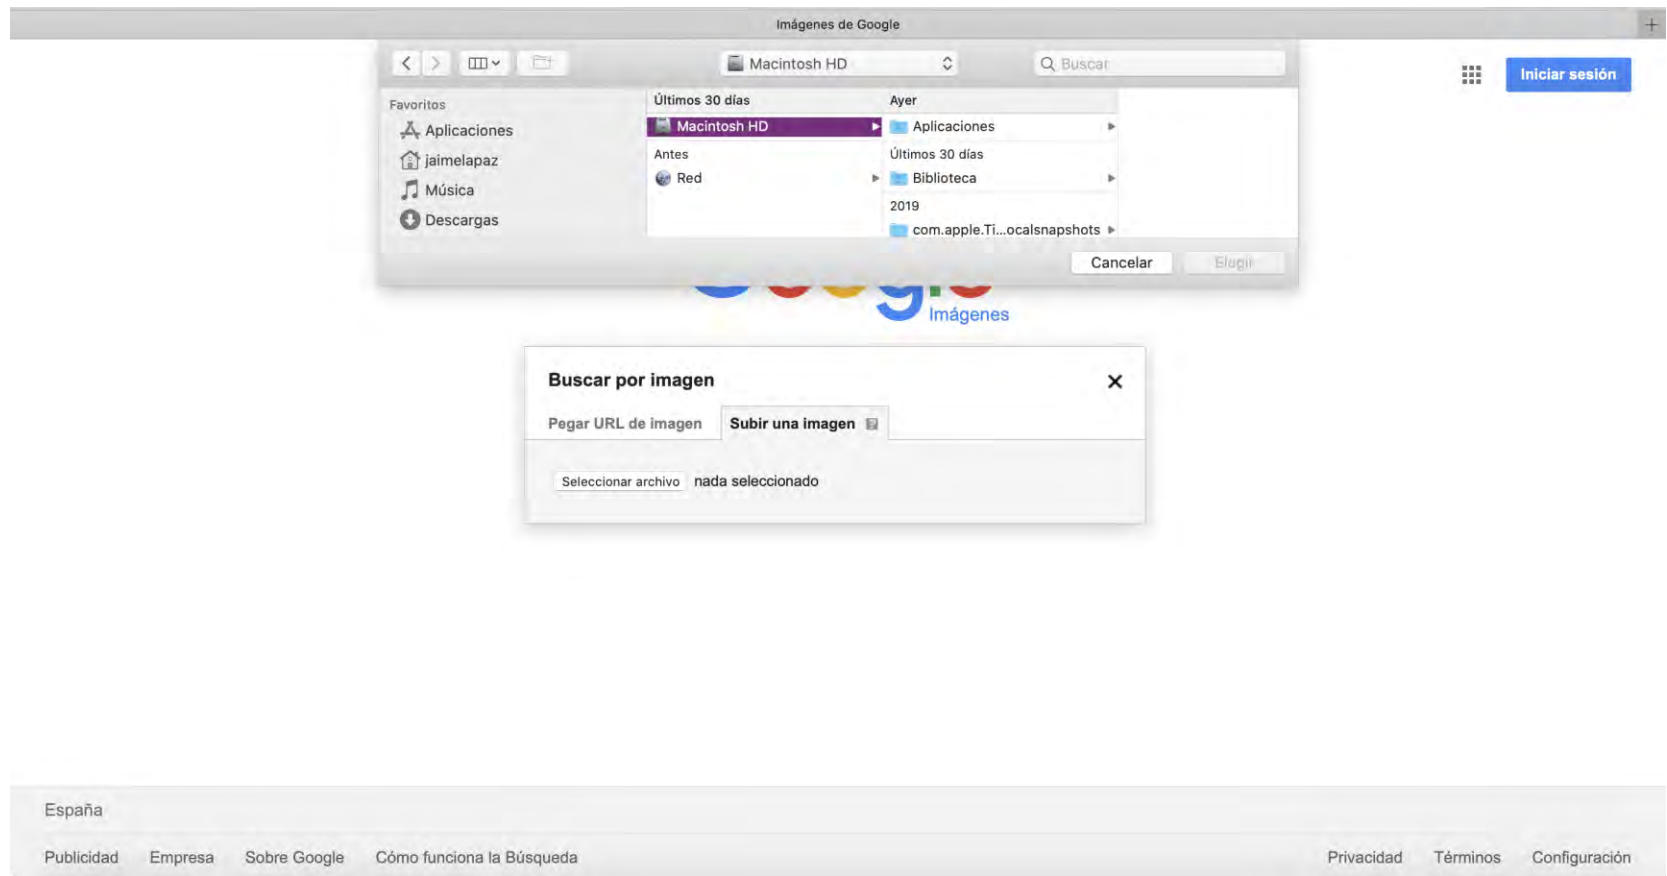 Imágenes de Google
Macintosh HD
Buscar
Iniciar sesión
Favoritos
Aplicaciones
jaimelapaz
Música
Descargas
Últimos 30 días
Macintosh HD
Antes
Red
Ayer
Aplicaciones
Últimos 30 días
Biblioteca
2019
com.apple.Ti...ocalsnapshots
Cancelar
Imágenes
Buscar por imagen
Pegar URL de imagen
Subir una imagen
Seleccionar archivo nada seleccionado
España
Publicidad Empresa Sobre Google Cómo funciona la Búsqueda
Privacidad Términos Configuración